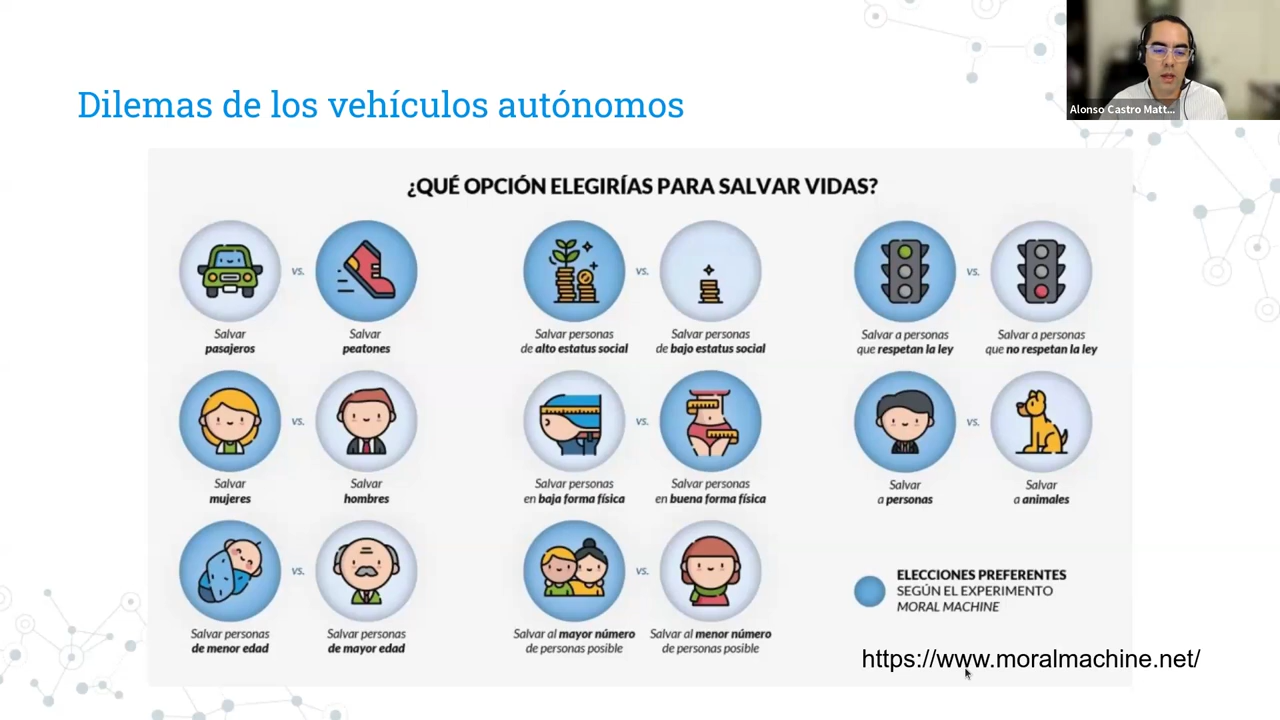 Alonso Castro Matt...
Dilemas de los vehículos autónomos
¿QUÉ OPCIÓN ELEGIRÍAS PARA SALVAR VIDAS?
vs.
Salvar
pasajeros
Salvar
peatones
vs.
Salvar personas
de alto estatus social
Salvar personas
de bajo estatus social
vs.
Salvar a personas
que respetan la ley
Salvar a personas
que no respetan la ley
vs.
Salvar
mujeres
Salvar
hombres
vs.
Salvar personas
en baja forma física
Salvar personas
en buena forma física
vs.
Salvar
a personas
Salvar
a animales
vs.
Salvar personas
de menor edad
Salvar personas
de mayor edad
vs.
Salvar al mayor número
de personas posible
Salvar al menor número
de personas posible
ELECCIONES PREFERENTES
SEGÚN EL EXPERIMENTO
MORAL MACHINE
https://www.moralmachine.net/